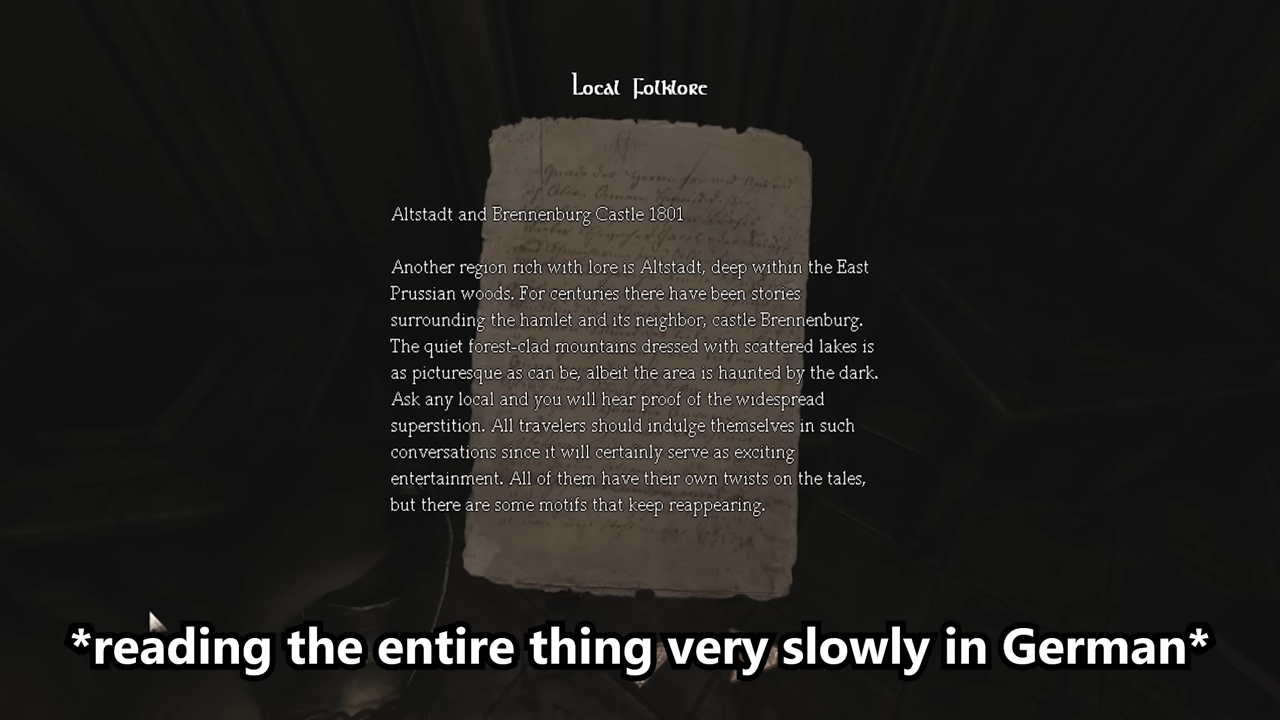 Local Folklore
Altstadt and Brennenburg Castle 1801
Another region rich with lore is Altstadt, deep within the East
Prussian woods. For centuries there have been stories
surrounding the hamlet and its neighbor, castle Brennenburg.
The quiet forest-clad mountains dressed with scattered lakes is
as picturesque as can be, albeit the area is haunted by the dark.
Ask any local and you will hear proof of the widespread
superstition. All travelers should indulge themselves in such
conversations since it will certainly serve as exciting
entertainment. All of them have their own twists on the tales,
but there are some motifs that keep reappearing.
*reading the entire thing very slowly in German*